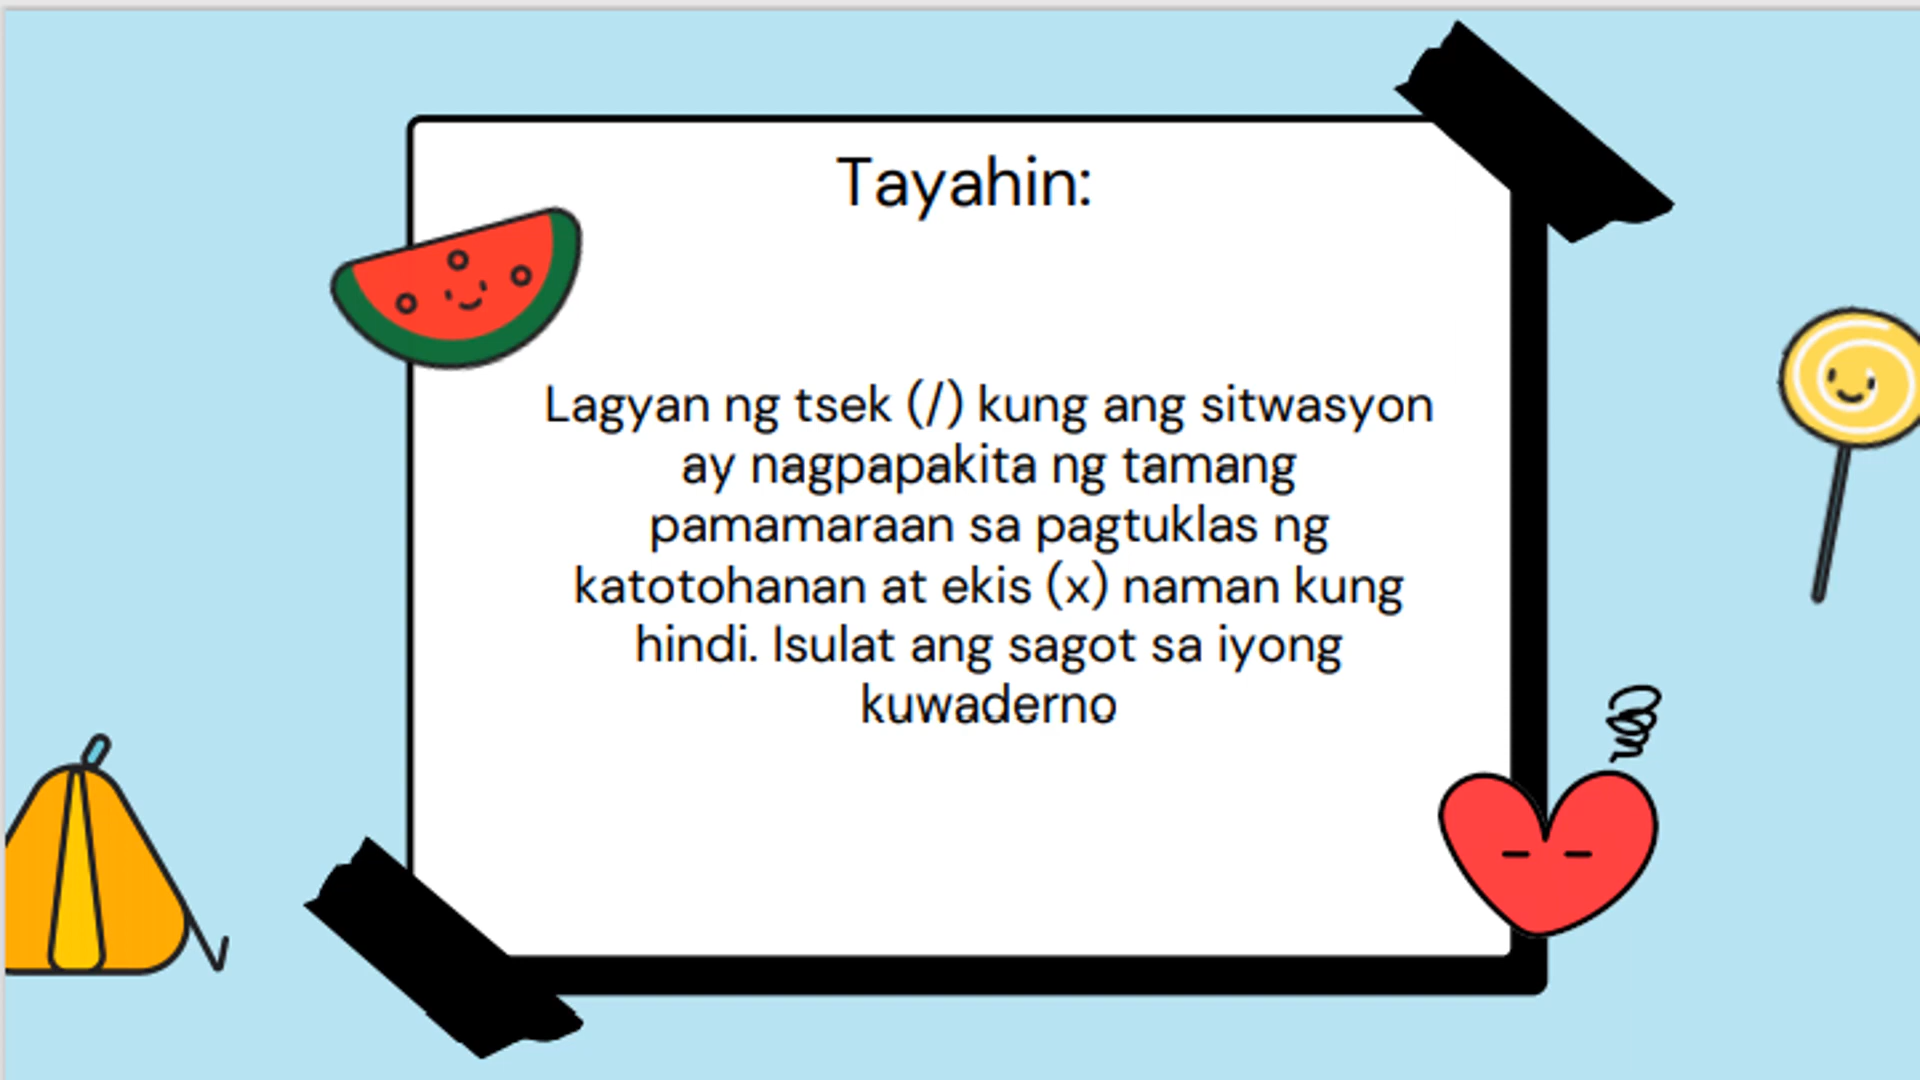 Tayahin:
Lagyan ng tsek (/) kung ang sitwasyon
ay nagpapakita ng tamang
pamamaraan sa pagtuklas ng
katotohanan at ekis (x) naman kung
hindi. Isulat ang sagot sa iyong
kuwaderno